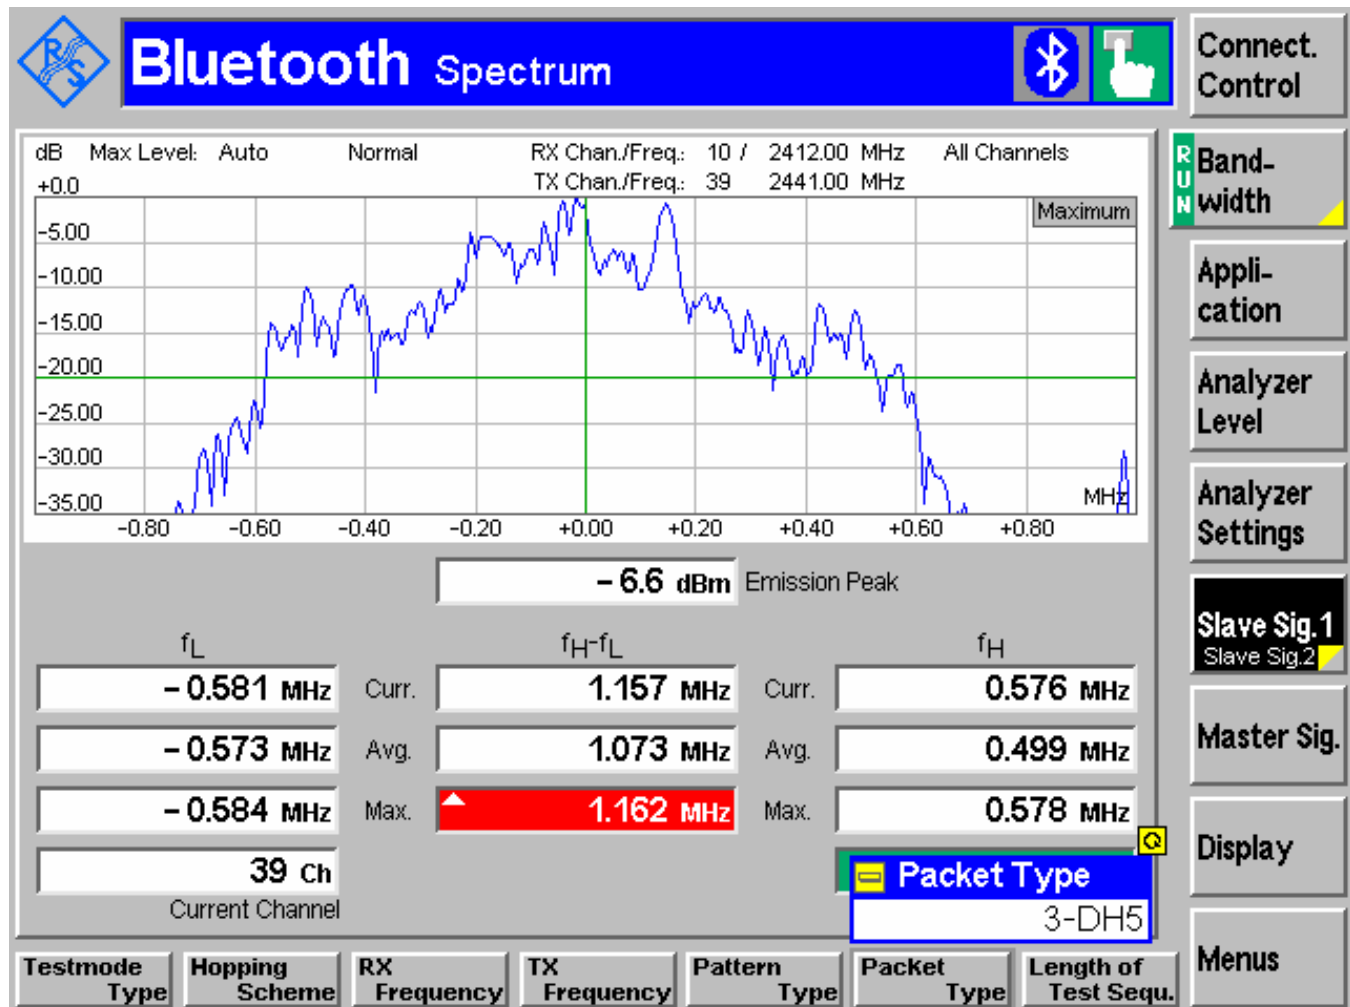 R S
Bluetooth Spectrum
Connect.
Control
dB Max Level: Auto Normal RX Chan./Freq.: 10 / 2412.00 MHz All Channels
+0.0 TX Chan./Freq.: 39 2441.00 MHz
RUN
Band-
width
Maximum
-5.00
-10.00
-15.00
-20.00
-25.00
-30.00
-35.00
MHz
-0.80 -0.60 -0.40 -0.20 +0.00 +0.20 +0.40 +0.60 +0.80
Appli-
cation
Analyzer
Level
Analyzer
Settings
-6.6 dBm Emission Peak
Slave Sig.1
Slave Sig.2
fL fH-fL fH
-0.581 MHz Curr. 1.157 MHz Curr. 0.576 MHz
-0.573 MHz Avg. 1.073 MHz Avg. 0.499 MHz
-0.584 MHz Max. 1.162 MHz Max. 0.578 MHz
Master Sig.
39 Ch
Current Channel
Packet Type
3-DH5
Display
Menus
Testmode
Type
Hopping
Scheme
RX
Frequency
TX
Frequency
Pattern
Type
Packet
Type
Length of
Test Sequ.